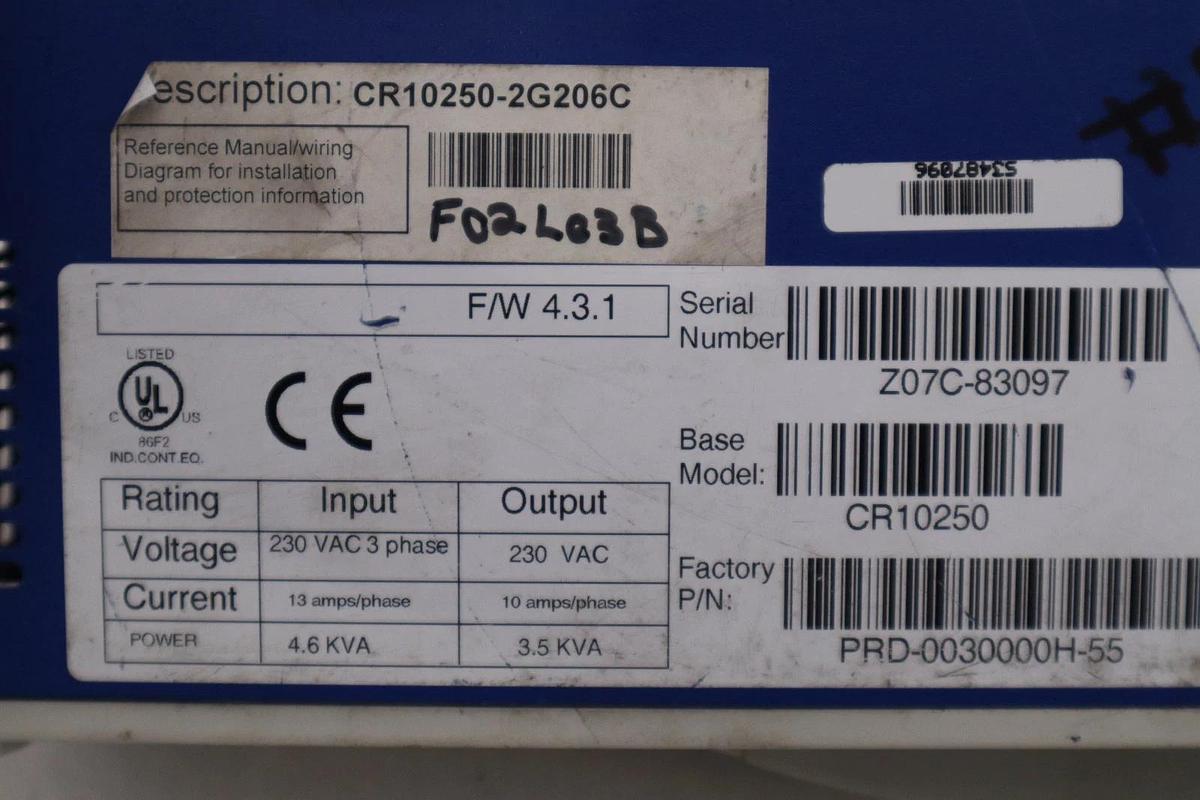 escription: CR10250-2G206C
Reference Manual/wiring
Diagram for installation
and protection information
F02L03B
53487096
F/W 4.3.1
LISTED
UL
®
C US
86F2
IND.CONT.EQ.
CE
Rating Input Output
Voltage 230 VAC 3 phase 230 VAC
Current 13 amps/phase 10 amps/phase
POWER 4.6 KVA 3.5 KVA
Serial
Number
Z07C-83097
Base
Model:
CR10250
Factory
P/N:
PRD-0030000H-55